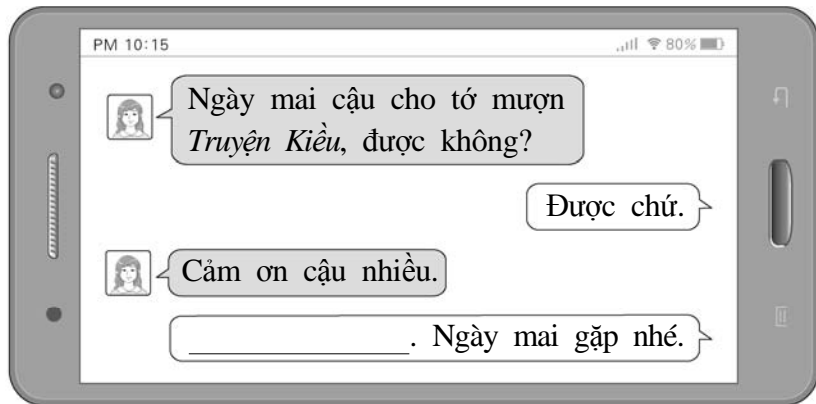 PM 10:15
80%
Ngày mai cậu cho tớ mượn
Truyện Kiều, được không?
Được chứ.
Cảm ơn cậu nhiều.
______________. Ngày mai gặp nhé.